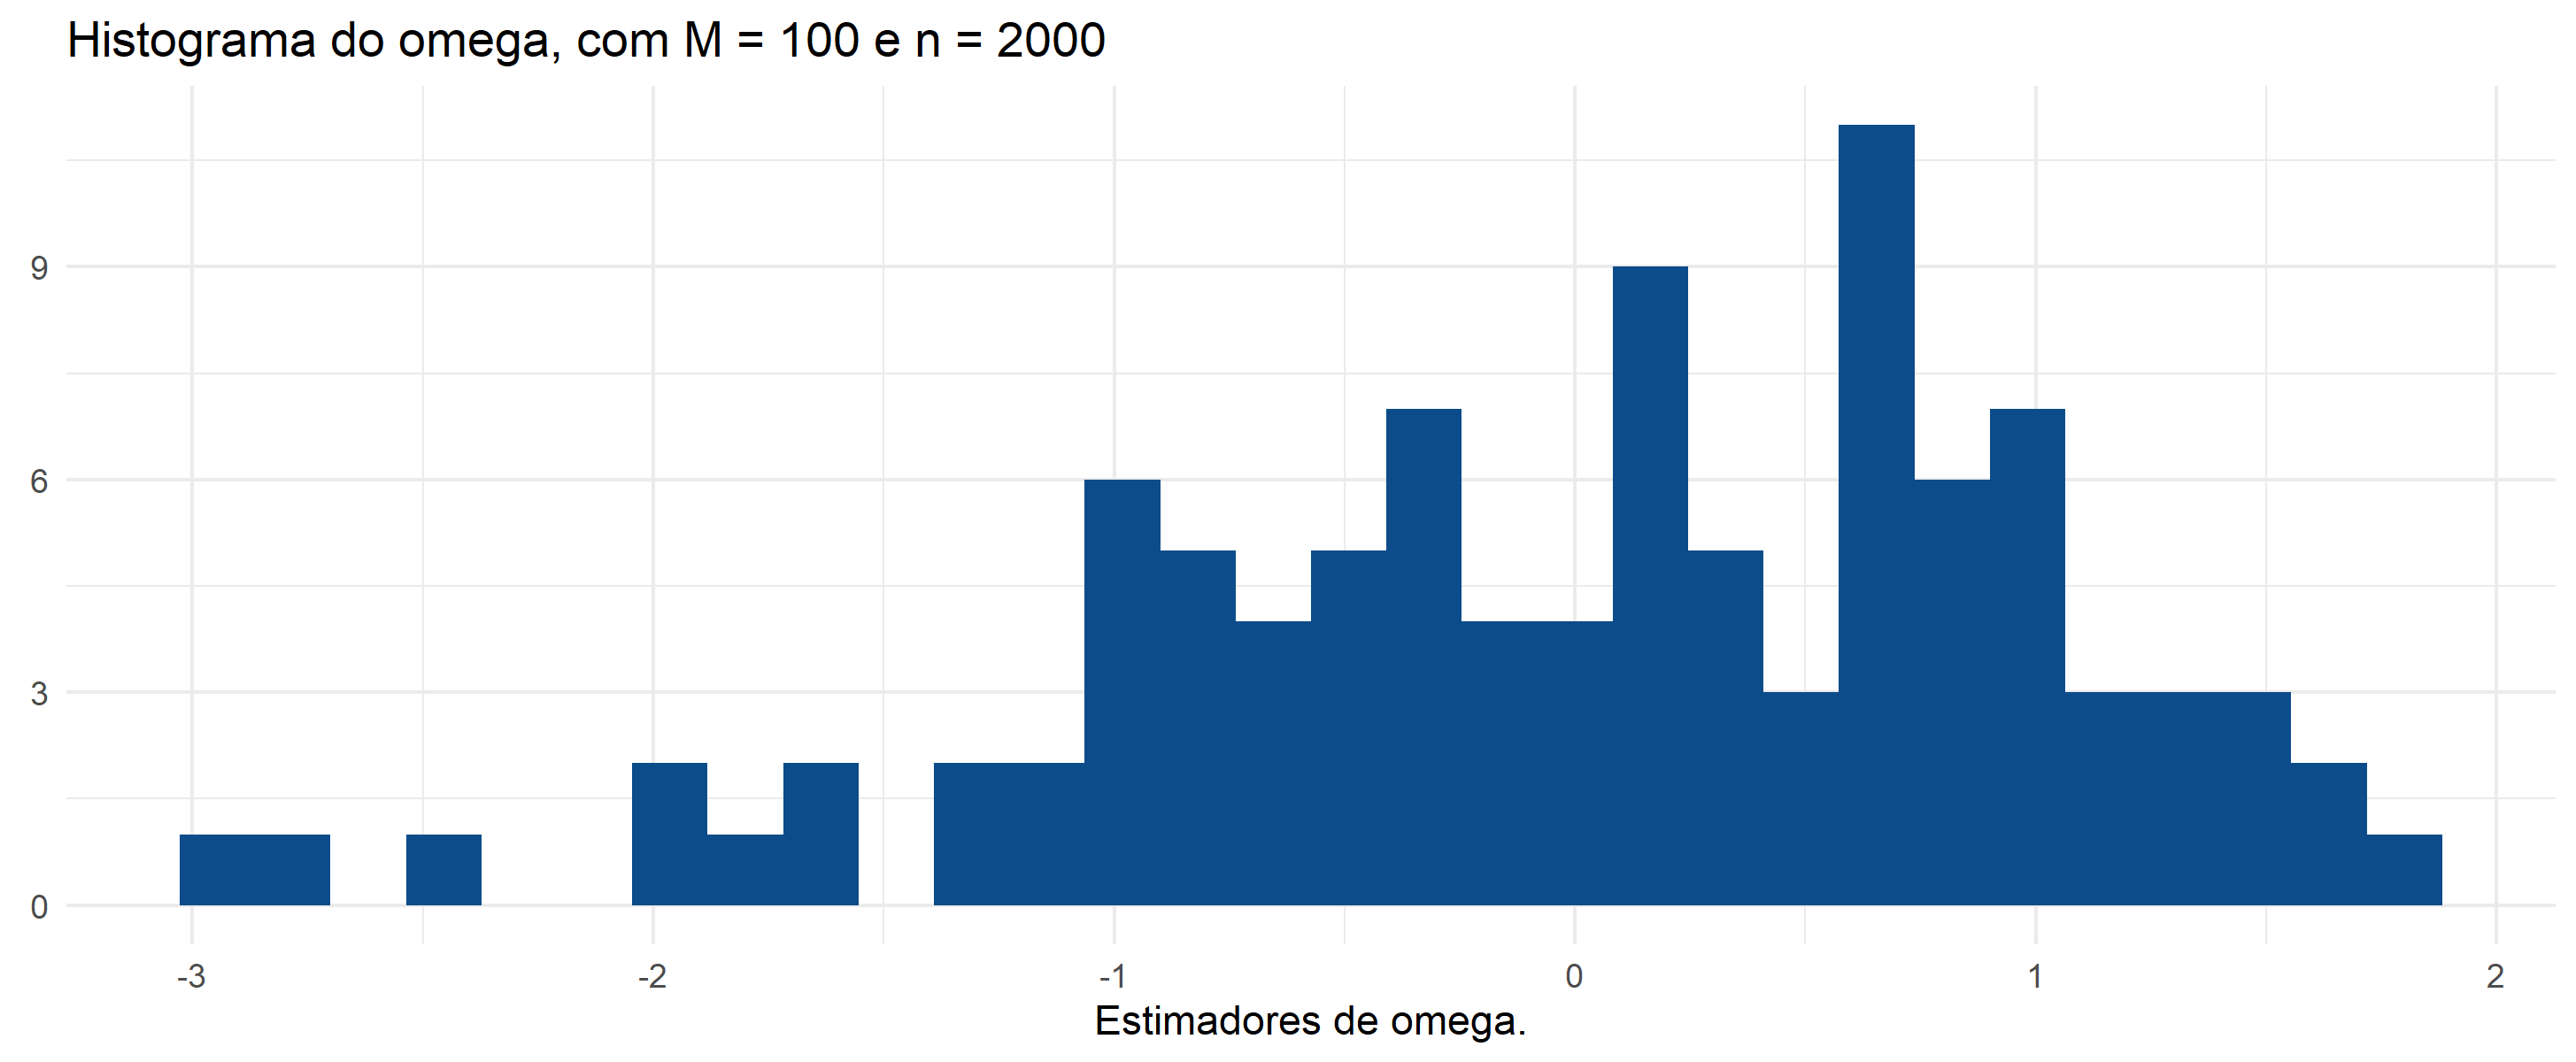 Histograma do omega, com M = 100 e n = 2000
9
6
3
0
-3 -2 -1 0 1 2
Estimadores de omega.